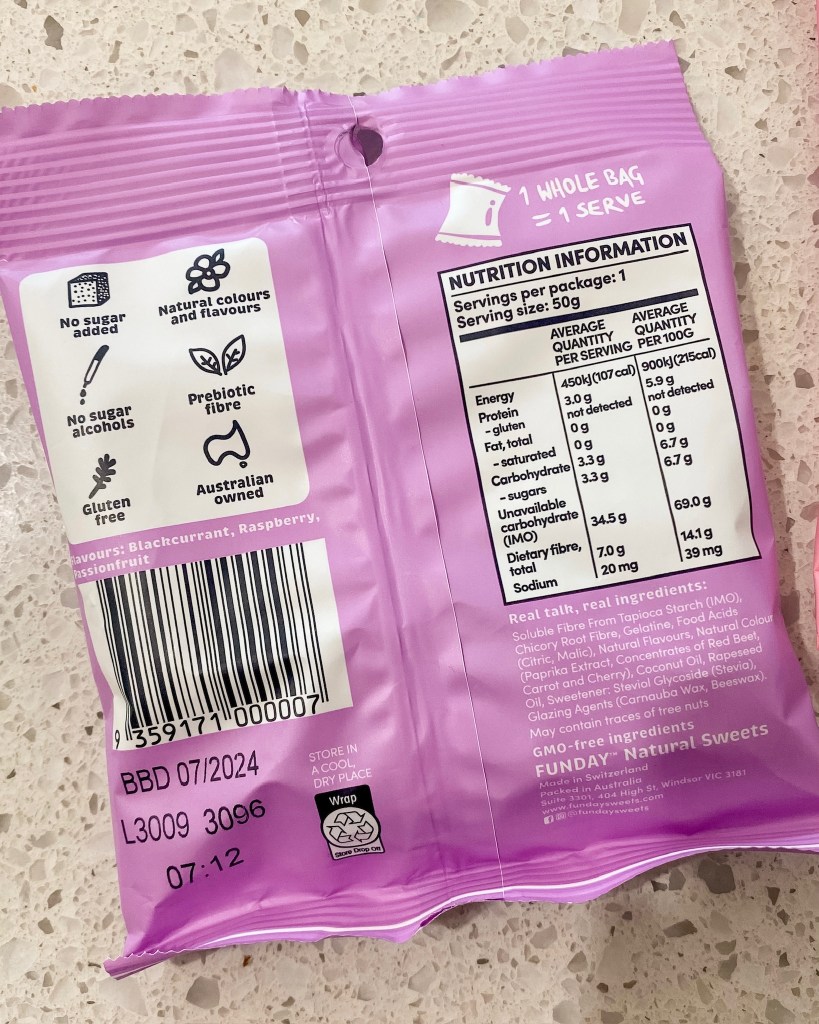 No sugar
added
Natural colours
and flavours
No sugar
alcohols
Prebiotic
fibre
Gluten
free
Australian
owned
lavours: Blackcurrant, Raspberry,
Passionfruit
9 359171 000007
BBD 07/2024
L3009 3096
07:12
STORE IN
A COOL,
DRY PLACE
Wrap
Store Drop Off
1 WHOLE BAG
= 1 SERVE
NUTRITION INFORMATION
Servings per package: 1
Serving size: 50g
AVERAGE QUANTITY PER SERVING
AVERAGE QUANTITY PER 100G
Energy 450kj(107cal) 900kj(215cal)
Protein 3.0 g 5.9 g
- gluten not detected not detected
Fat, total 0 g 0 g
- saturated 0 g 0 g
Carbohydrate 3.3 g 6.7 g
- sugars 3.3 g 6.7 g
Unavailable
carbohydrate
(IMO) 34.5 g 69.0 g
Dietary fibre,
total 7.0 g 14.1 g
Sodium 20 mg 39 mg
Real talk, real ingredients:
Soluble Fibre From Tapioca Starch (IMO),
Chicory Root Fibre, Gelatine, Food Acids
(Citric, Malic), Natural Flavours, Natural Colour
(Paprika Extract, Concentrates of Red Beel,
Carrot and Cherry), Coconut Oil, Rapeseed
Oil, Sweetener: Steviol Glycoside (Stevia),
Glazing Agents (Carnauba Wax, Beeswax).
May contain traces of tree nuts
GMO-free ingredients
FUNDAY™ Natural Sweets
Made in Switzerland
Packed in Australia
Suite 3301, 404 High St, Windsor VIC 3181
www.fundaysweets.com
@fundaysweets